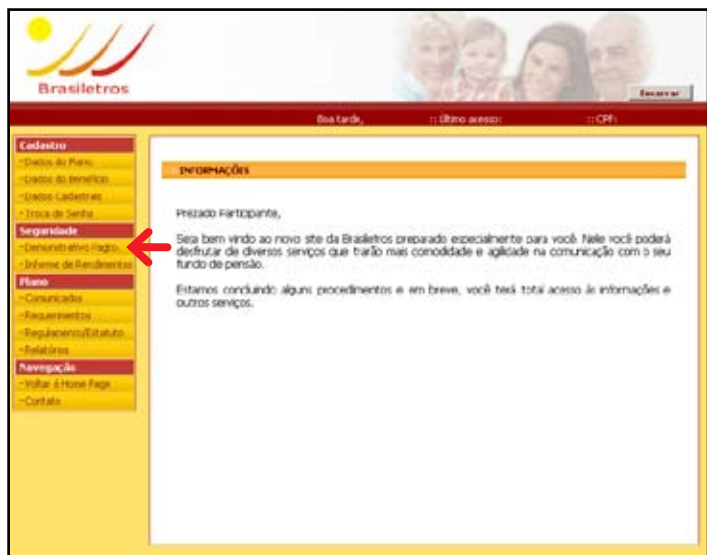 Brasiletros
Encerrar
Boa tarde, :: Último acesso: :: CPF:
Cadastro
-Dados do Plano
-Dados do Benefício
-Dados Cadastrais
-Troca de Senha
Seguridade
-Demonstrativo Pagto.
-Informe de Rendimentos
Plano
-Comunicados
-Requerimentos
-Regulamento/Estatuto
-Relatórios
Navegação
-Voltar à Home Page
-Contato
INFORMAÇÕES
Prezado Participante,
Seja bem vindo ao novo site da Brasiletros preparado especialmente para você. Nele você poderá
desfrutar de diversos serviços que trarão mais comodidade e agilidade na comunicação com o seu
fundo de pensão.
Estamos concluindo alguns procedimentos e em breve, você terá total acesso às informações e
outros serviços.